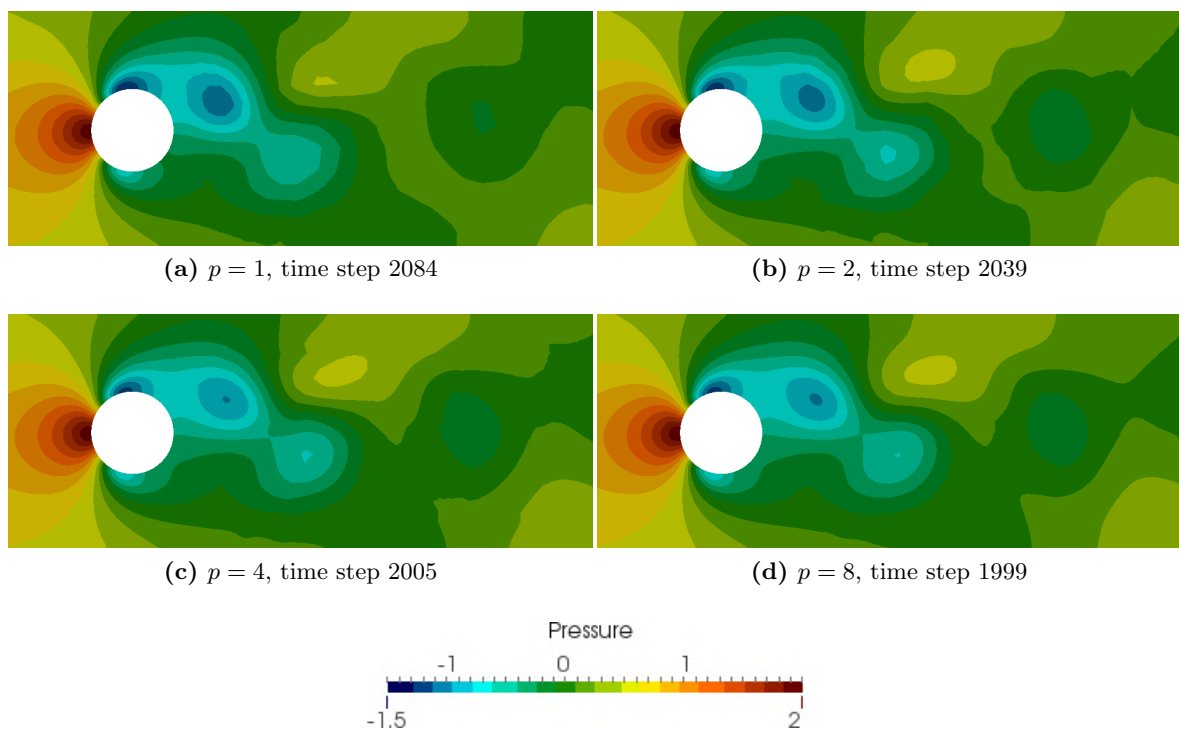 (a) p = 1, time step 2084
(b) p = 2, time step 2039
(c) p = 4, time step 2005
(d) p = 8, time step 1999
Pressure
-1 0 1
-1.5 2